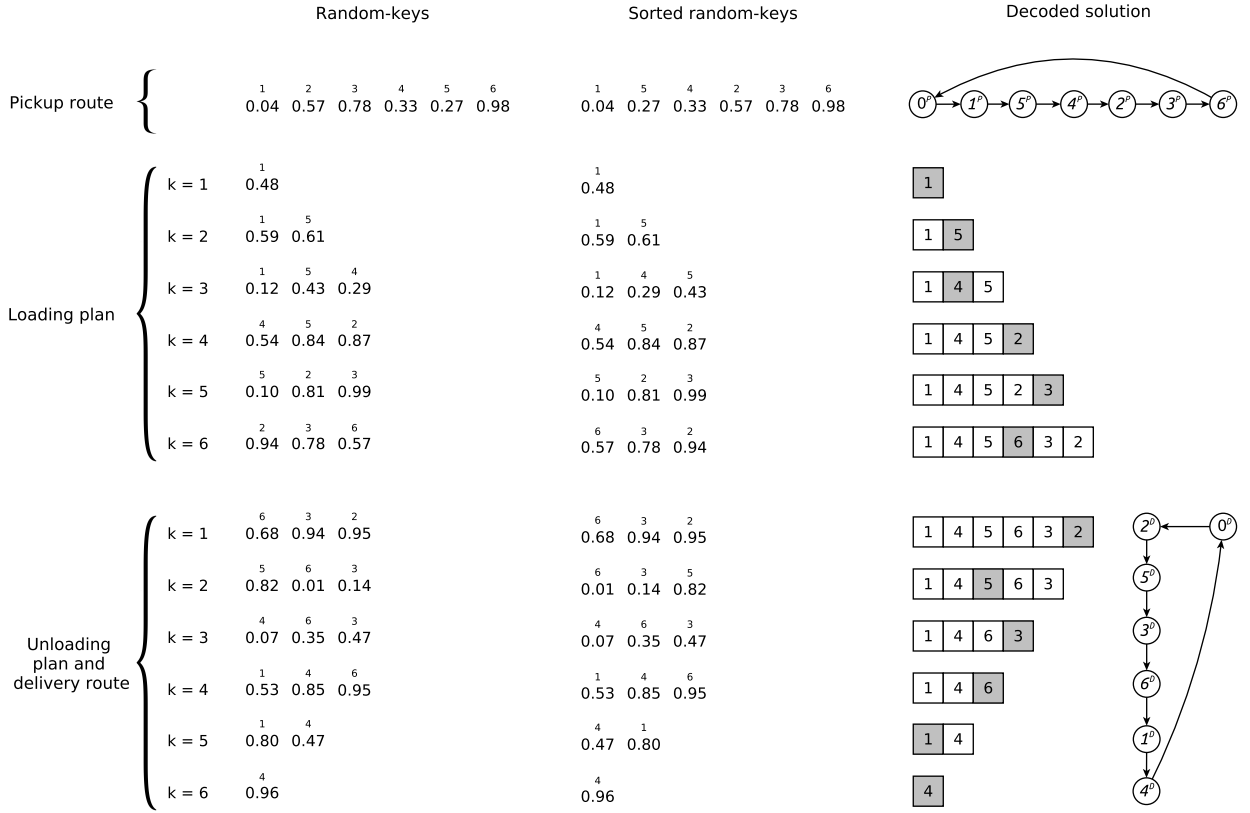 Random-keys Sorted random-keys Decoded solution
1 2 3 4 5 6 1 5 4 2 3 6
Pickup route 0.04 0.57 0.78 0.33 0.27 0.98 0.04 0.27 0.33 0.57 0.78 0.98 0P 1P 5P 4P 2P 3P 6P
1 1
k = 1 0.48 0.48 1
1 5 1 5
k = 2 0.59 0.61 0.59 0.61 1 5
1 5 4 1 4 5
k = 3 0.12 0.43 0.29 0.12 0.29 0.43 1 4 5
Loading plan
4 5 2 4 5 2
k = 4 0.54 0.84 0.87 0.54 0.84 0.87 1 4 5 2
5 2 3 5 2 3
k = 5 0.10 0.81 0.99 0.10 0.81 0.99 1 4 5 2 3
2 3 6 6 3 2
k = 6 0.94 0.78 0.57 0.57 0.78 0.94 1 4 5 6 3 2
6 3 2 6 3 2
k = 1 0.68 0.94 0.95 0.68 0.94 0.95 1 4 5 6 3 2 2D 0D
5 6 3 6 3 5
k = 2 0.82 0.01 0.14 0.01 0.14 0.82 1 4 5 6 3 5D
4 6 3 4 6 3
k = 3 0.07 0.35 0.47 0.07 0.35 0.47 1 4 6 3 3D
Unloading
plan and
delivery route
1 4 6 1 4 6
k = 4 0.53 0.85 0.95 0.53 0.85 0.95 1 4 6 6D
1 4 4 1
k = 5 0.80 0.47 0.47 0.80 1 4 1D
4 4
k = 6 0.96 0.96 4 4D